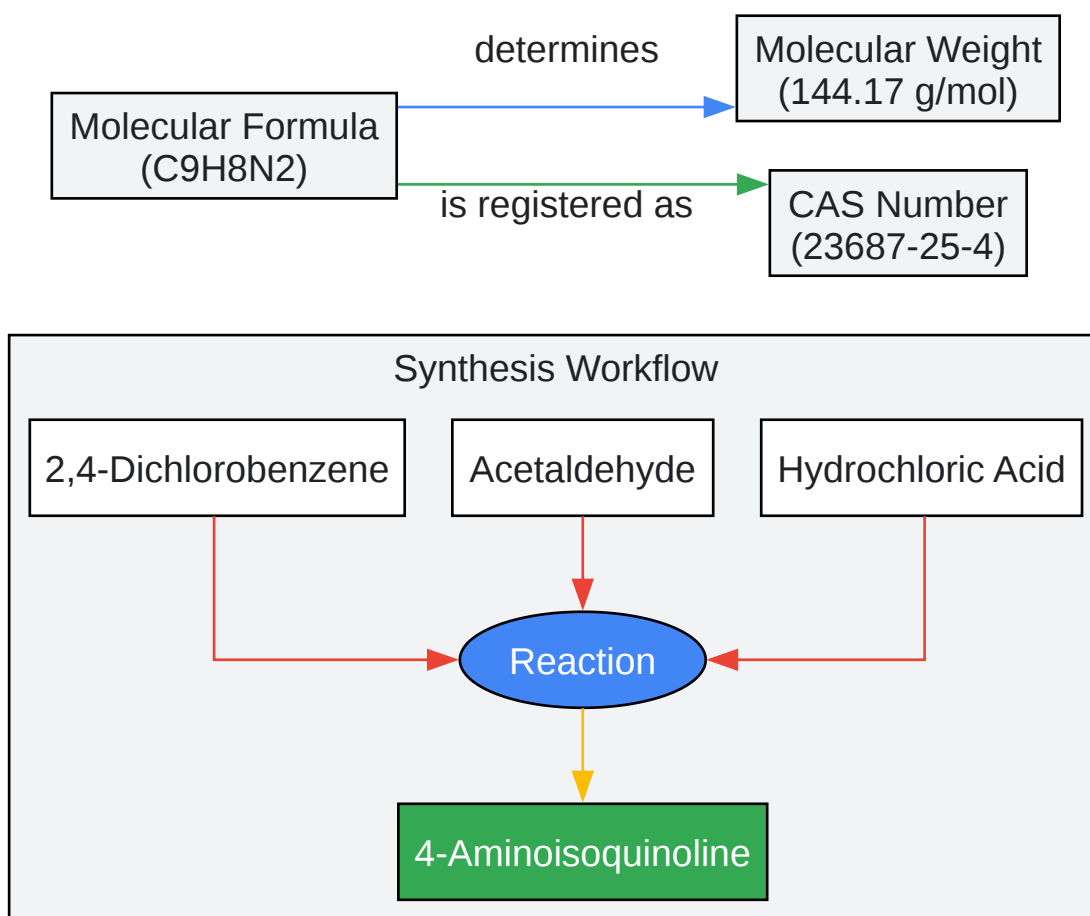 determines
Molecular Weight
(144.17 g/mol)
Molecular Formula
(C9H8N2)
is registered as
CAS Number
(23687-25-4)
Synthesis Workflow
2,4-Dichlorobenzene
Acetaldehyde
Hydrochloric Acid
Reaction
4-Aminoisoquinoline